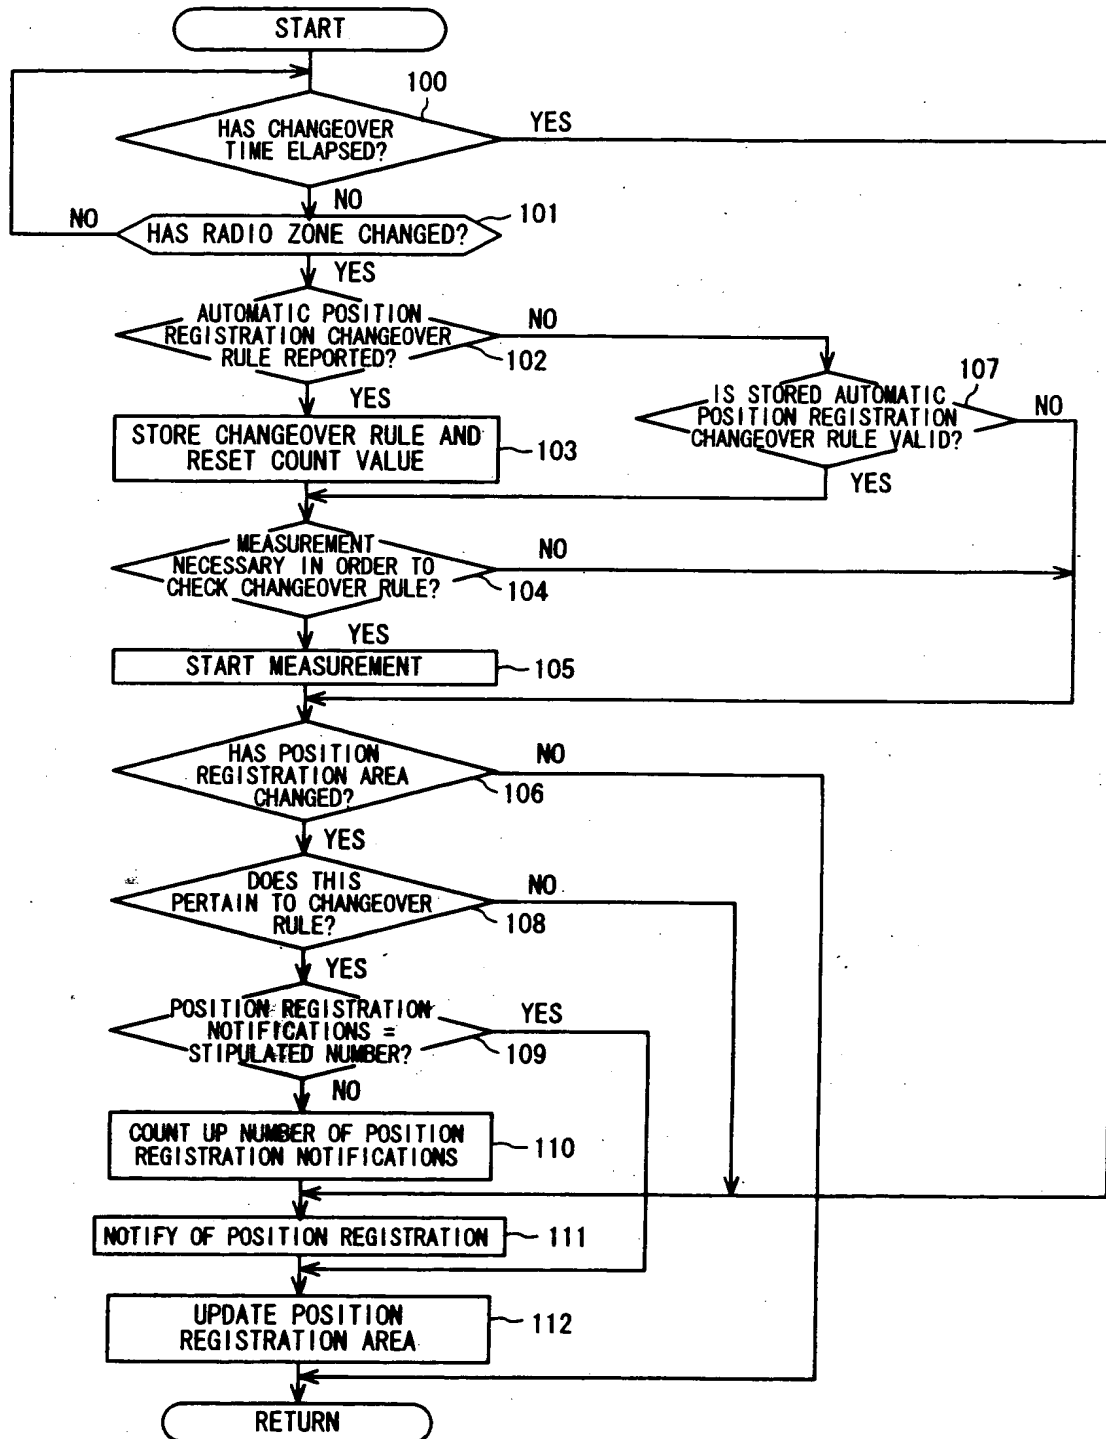 START
100
HAS CHANGEOVER
TIME ELAPSED?
YES
NO
NO
101
HAS RADIO ZONE CHANGED?
YES
AUTOMATIC POSITION
REGISTRATION CHANGEOVER
RULE REPORTED?
NO
102
107
IS STORED AUTOMATIC
POSITION REGISTRATION
CHANGEOVER RULE VALID?
NO
YES
YES
STORE CHANGEOVER RULE AND
RESET COUNT VALUE
103
MEASUREMENT
NECESSARY IN ORDER TO
CHECK CHANGEOVER RULE?
NO
104
YES
START MEASUREMENT
105
HAS POSITION
REGISTRATION AREA
CHANGED?
NO
106
YES
DOES THIS
PERTAIN TO CHANGEOVER
RULE?
NO
108
YES
POSITION REGISTRATION
NOTIFICATIONS =
STIPULATED NUMBER?
YES
109
NO
COUNT UP NUMBER OF POSITION
REGISTRATION NOTIFICATIONS
110
NOTIFY OF POSITION REGISTRATION
111
UPDATE POSITION
REGISTRATION AREA
112
RETURN